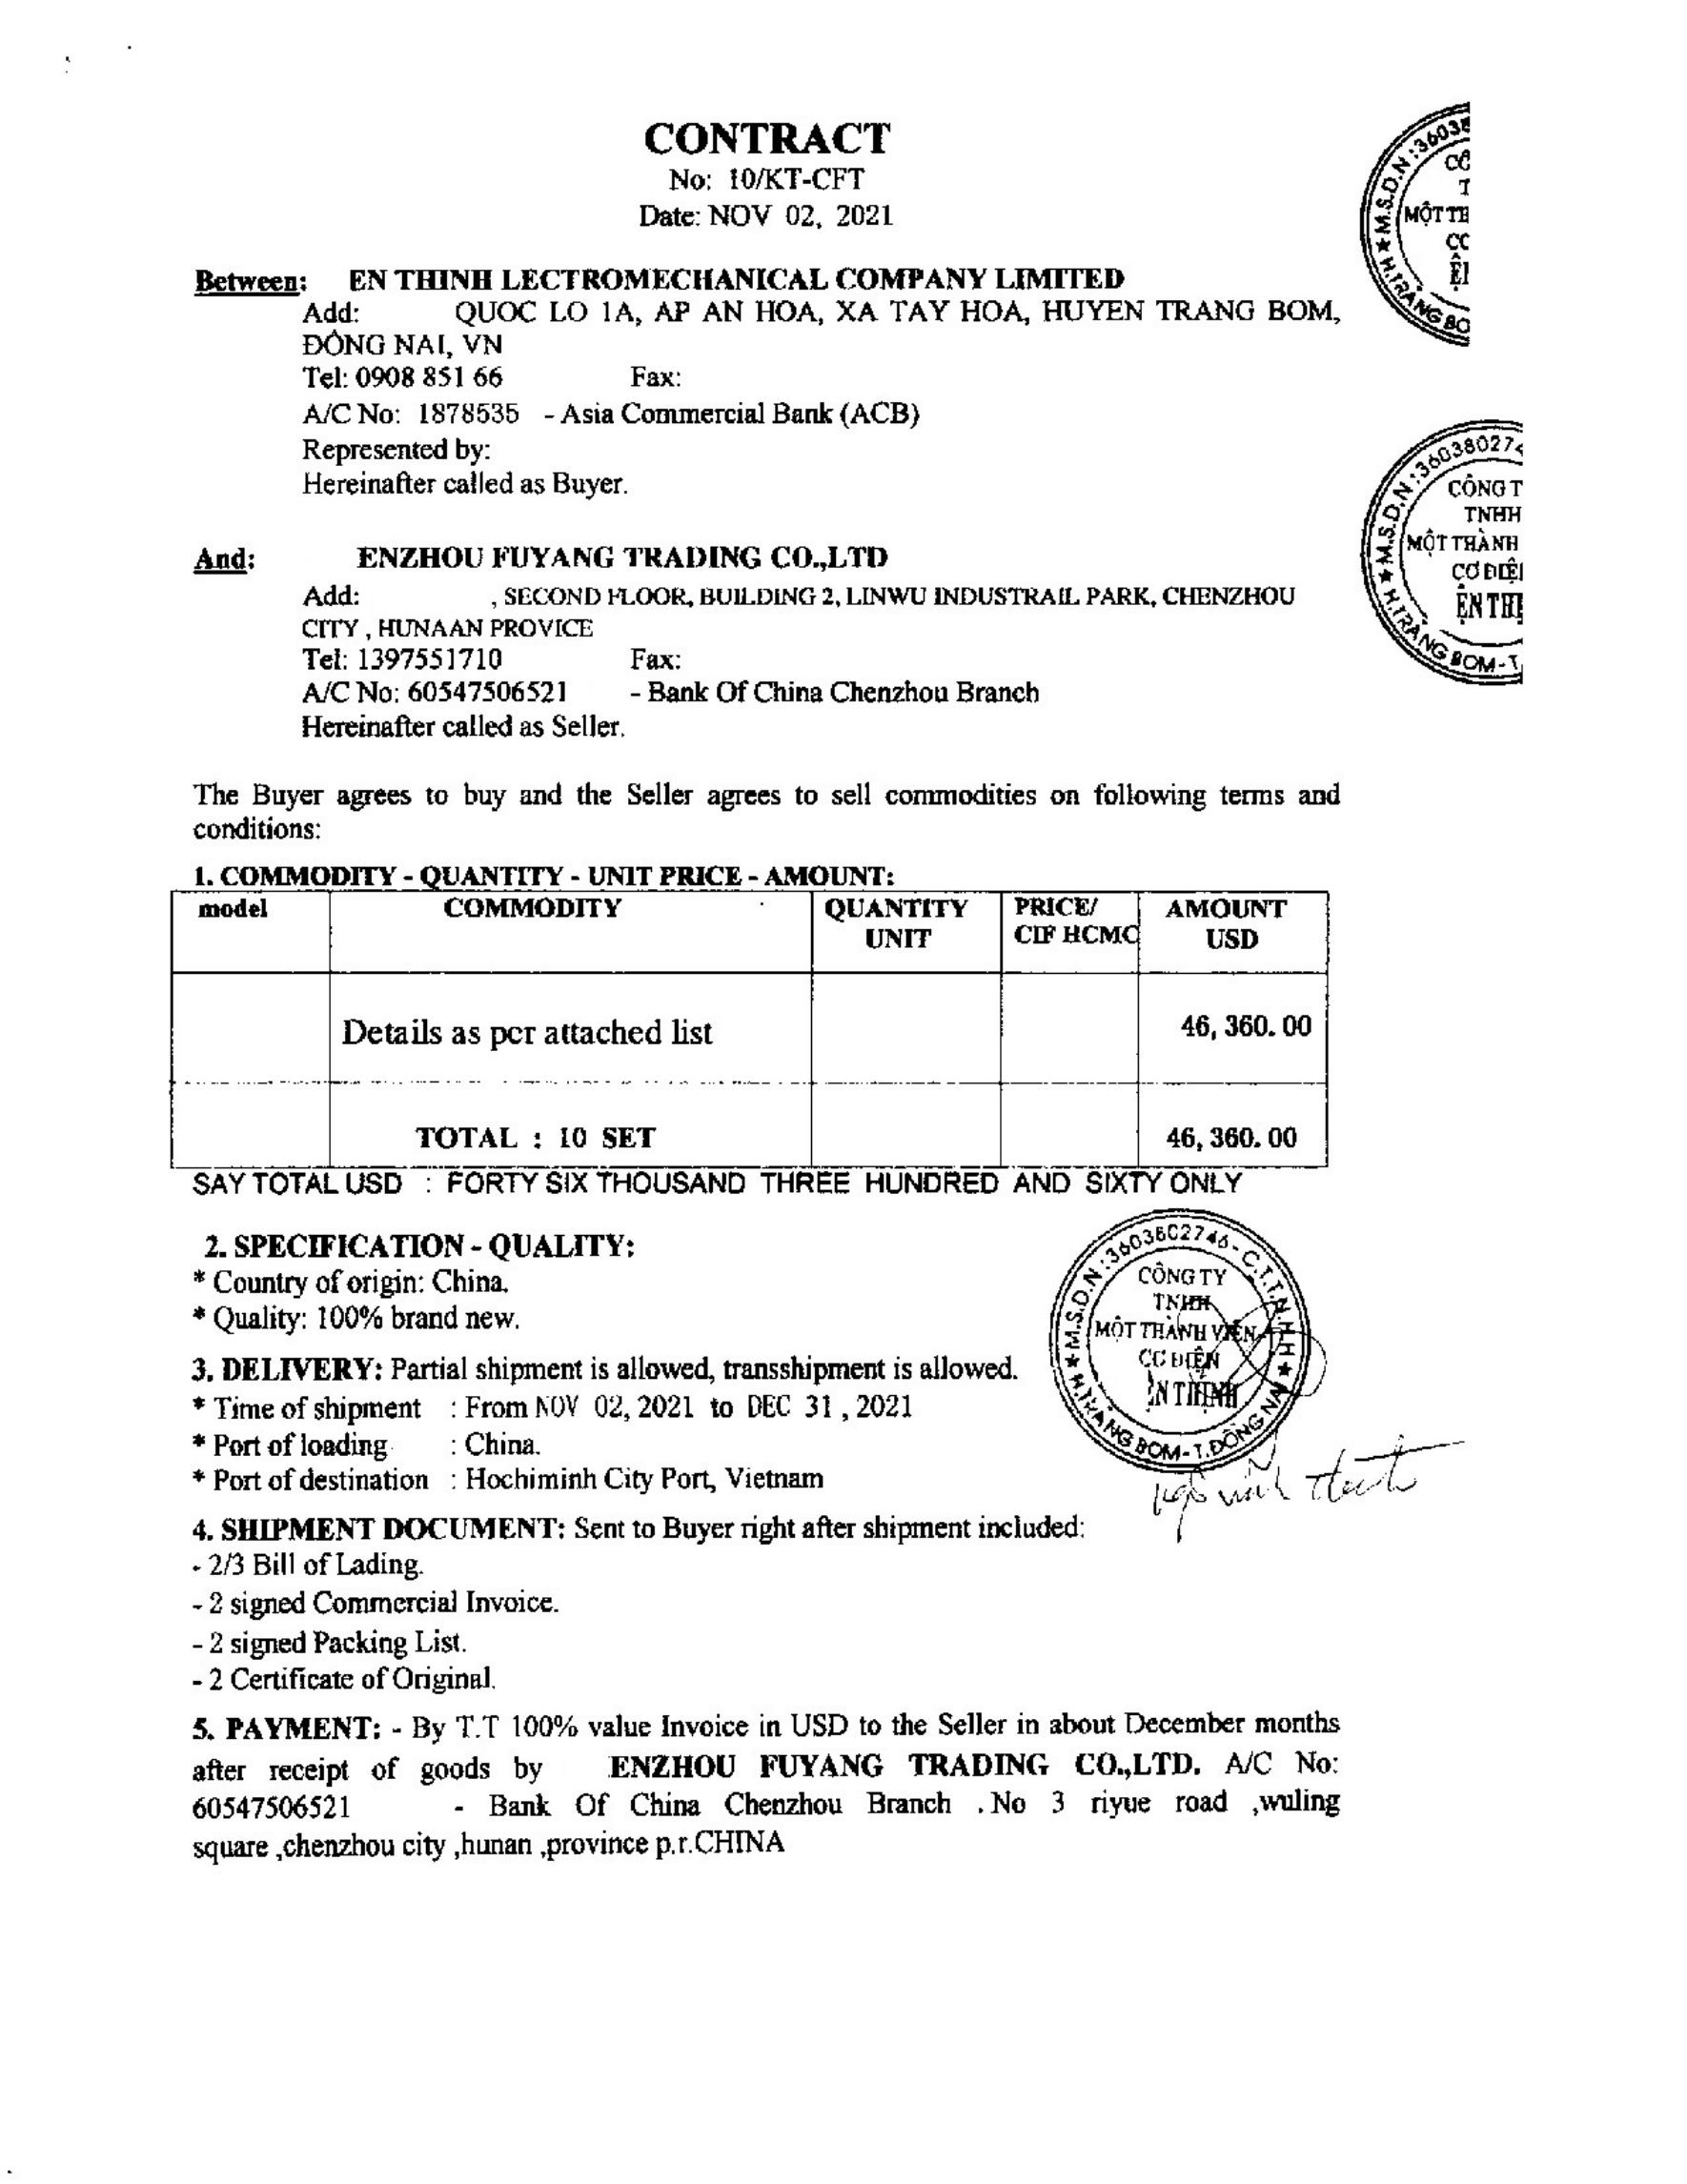 CONTRACT
No: 10/KT-CFT
Date: NOV 02, 2021
Between: EN THINH LECTROMECHANICAL COMPANY LIMITED
Add: QUOC LO 1A, AP AN HOA, XA TAY HOA, HUYEN TRANG BOM,
ĐỒNG NAI, VN
Tel: 0908 851 66 Fax:
A/C No: 1878535 - Asia Commercial Bank (ACB)
Represented by:
Hereinafter called as Buyer.
And: ENZHOU FUYANG TRADING CO.,LTD
Add: , SECOND FLOOR, BUILDING 2, LINWU INDUSTRAIL PARK, CHENZHOU
CITY , HUNAAN PROVICE
Tel: 1397551710 Fax:
A/C No: 60547506521 - Bank Of China Chenzhou Branch
Hereinafter called as Seller.
The Buyer agrees to buy and the Seller agrees to sell commodities on following terms and
conditions:
1. COMMODITY - QUANTITY - UNIT PRICE - AMOUNT:
model COMMODITY QUANTITY PRICE/ AMOUNT
UNIT CIF HCMC USD
Details as per attached list 46, 360. 00
TOTAL : 10 SET 46, 360. 00
SAY TOTAL USD : FORTY SIX THOUSAND THREE HUNDRED AND SIXTY ONLY
2. SPECIFICATION - QUALITY:
* Country of origin: China.
* Quality: 100% brand new.
3. DELIVERY: Partial shipment is allowed, transshipment is allowed.
* Time of shipment : From NOV 02, 2021 to DEC 31 , 2021
* Port of loading : China.
* Port of destination : Hochiminh City Port, Vietnam
4. SHIPMENT DOCUMENT: Sent to Buyer right after shipment included:
- 2/3 Bill of Lading.
- 2 signed Commercial Invoice.
- 2 signed Packing List.
- 2 Certificate of Original.
5. PAYMENT: - By T.T 100% value Invoice in USD to the Seller in about December months
after receipt of goods by ENZHOU FUYANG TRADING CO.,LTD. A/C No:
60547506521 - Bank Of China Chenzhou Branch . No 3 riyue road ,wuling
square ,chenzhou city ,hunan ,province p.r.CHINA
M.S.D.N:3603802746-C.T.T.N.H.H
CÔNG TY
TNHH
MỘT THÀNH VIÊN
CƠ ĐIỆN
H.TRẢNG BOM-T.ĐỒNG NAI